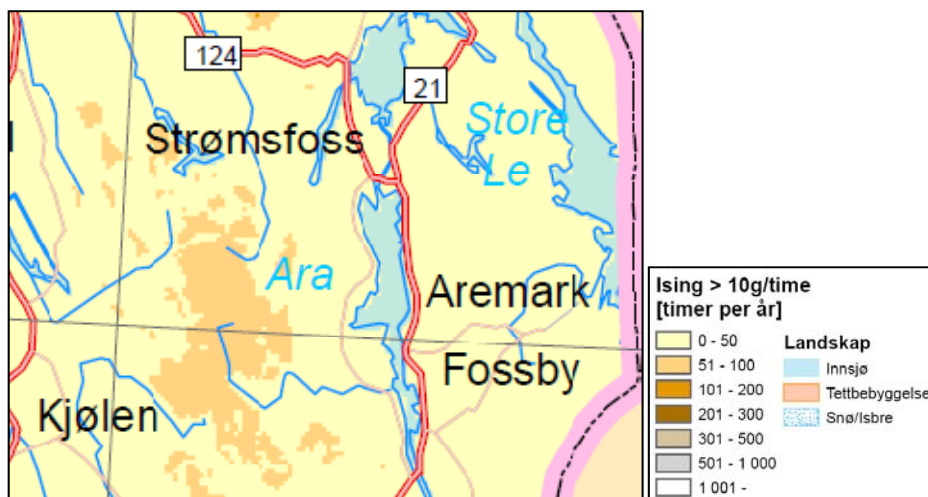 124
21
Strømsfoss
Store
Le
Ara
Aremark
Fossby
Kjølen
Ising > 10g/time
[timer per år]
0 - 50
51 - 100
101 - 200
201 - 300
301 - 500
501 - 1 000
1 001 -
Landskap
Innsjø
Tettbebyggelse
Snø/Isbre